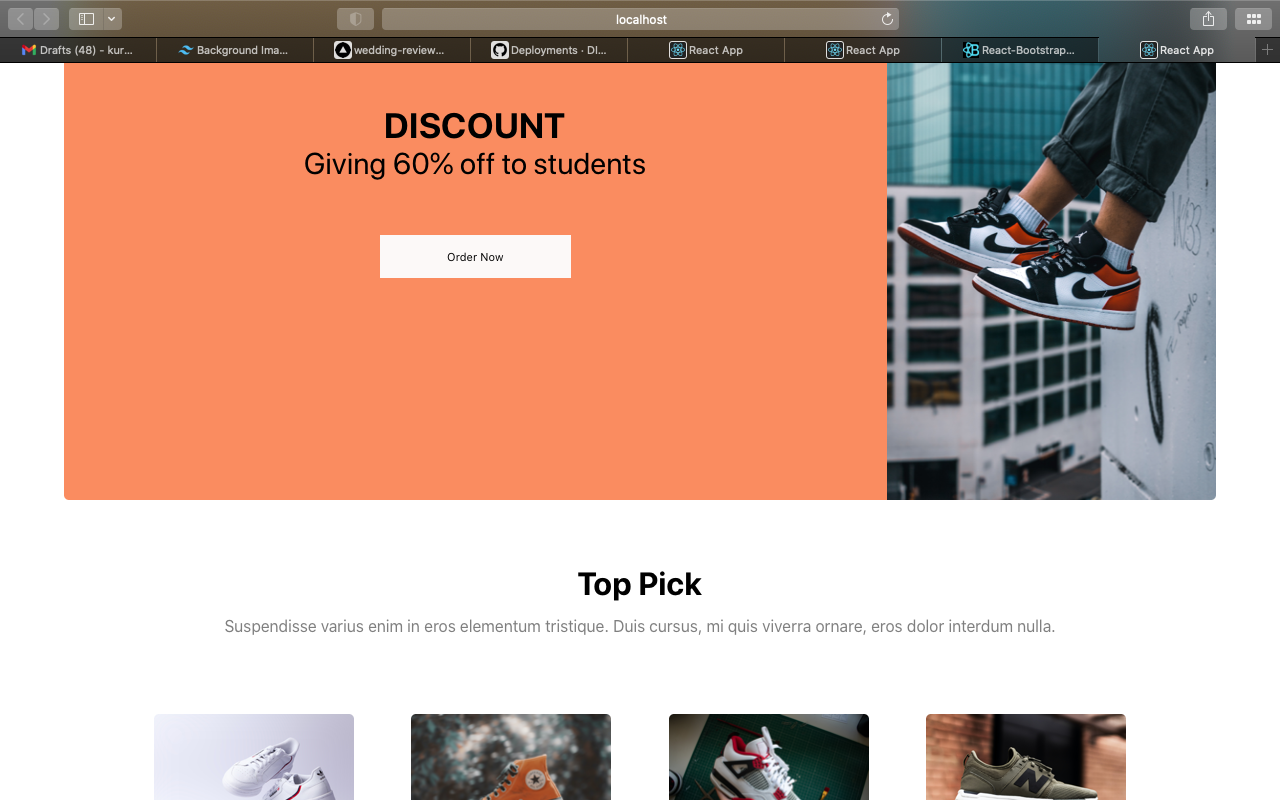 localhost
Drafts (48) - kur...
Background Ima...
wedding-review...
Deployments · DI...
React App
React App
React-Bootstrap...
React App
DISCOUNT
Giving 60% off to students
Order Now
Top Pick
Suspendisse varius enim in eros elementum tristique. Duis cursus, mi quis viverra ornare, eros dolor interdum nulla.